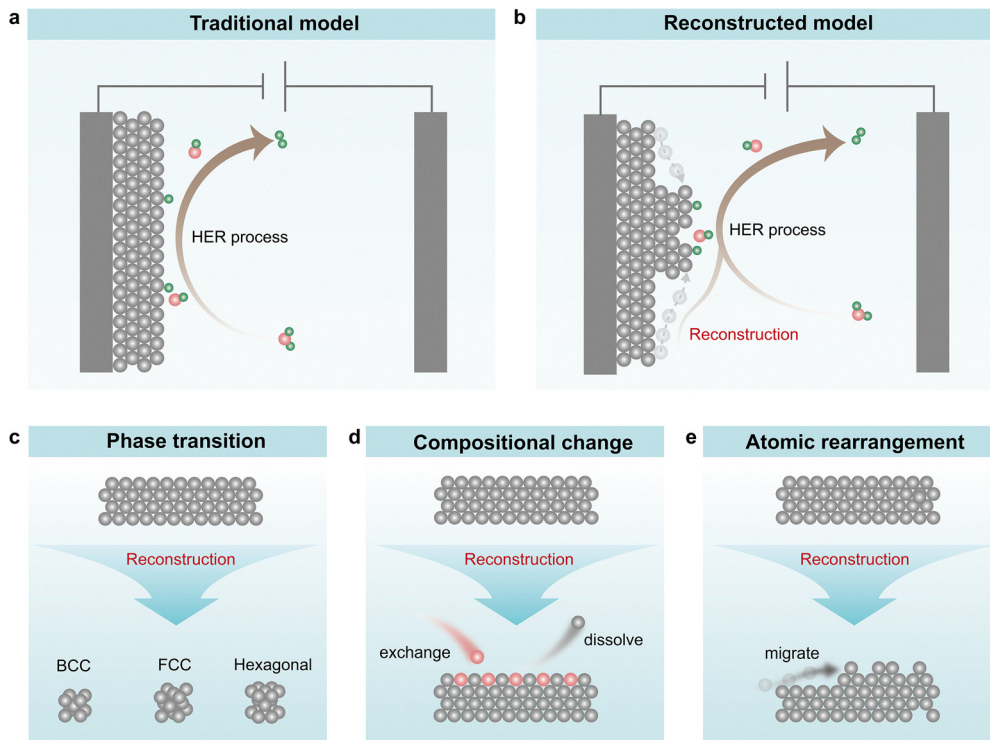 a
Traditional model
HER process
b
Reconstructed model
HER process
Reconstruction
c
Phase transition
Reconstruction
BCC
FCC
Hexagonal
d
Compositional change
Reconstruction
exchange
dissolve
e
Atomic rearrangement
Reconstruction
migrate